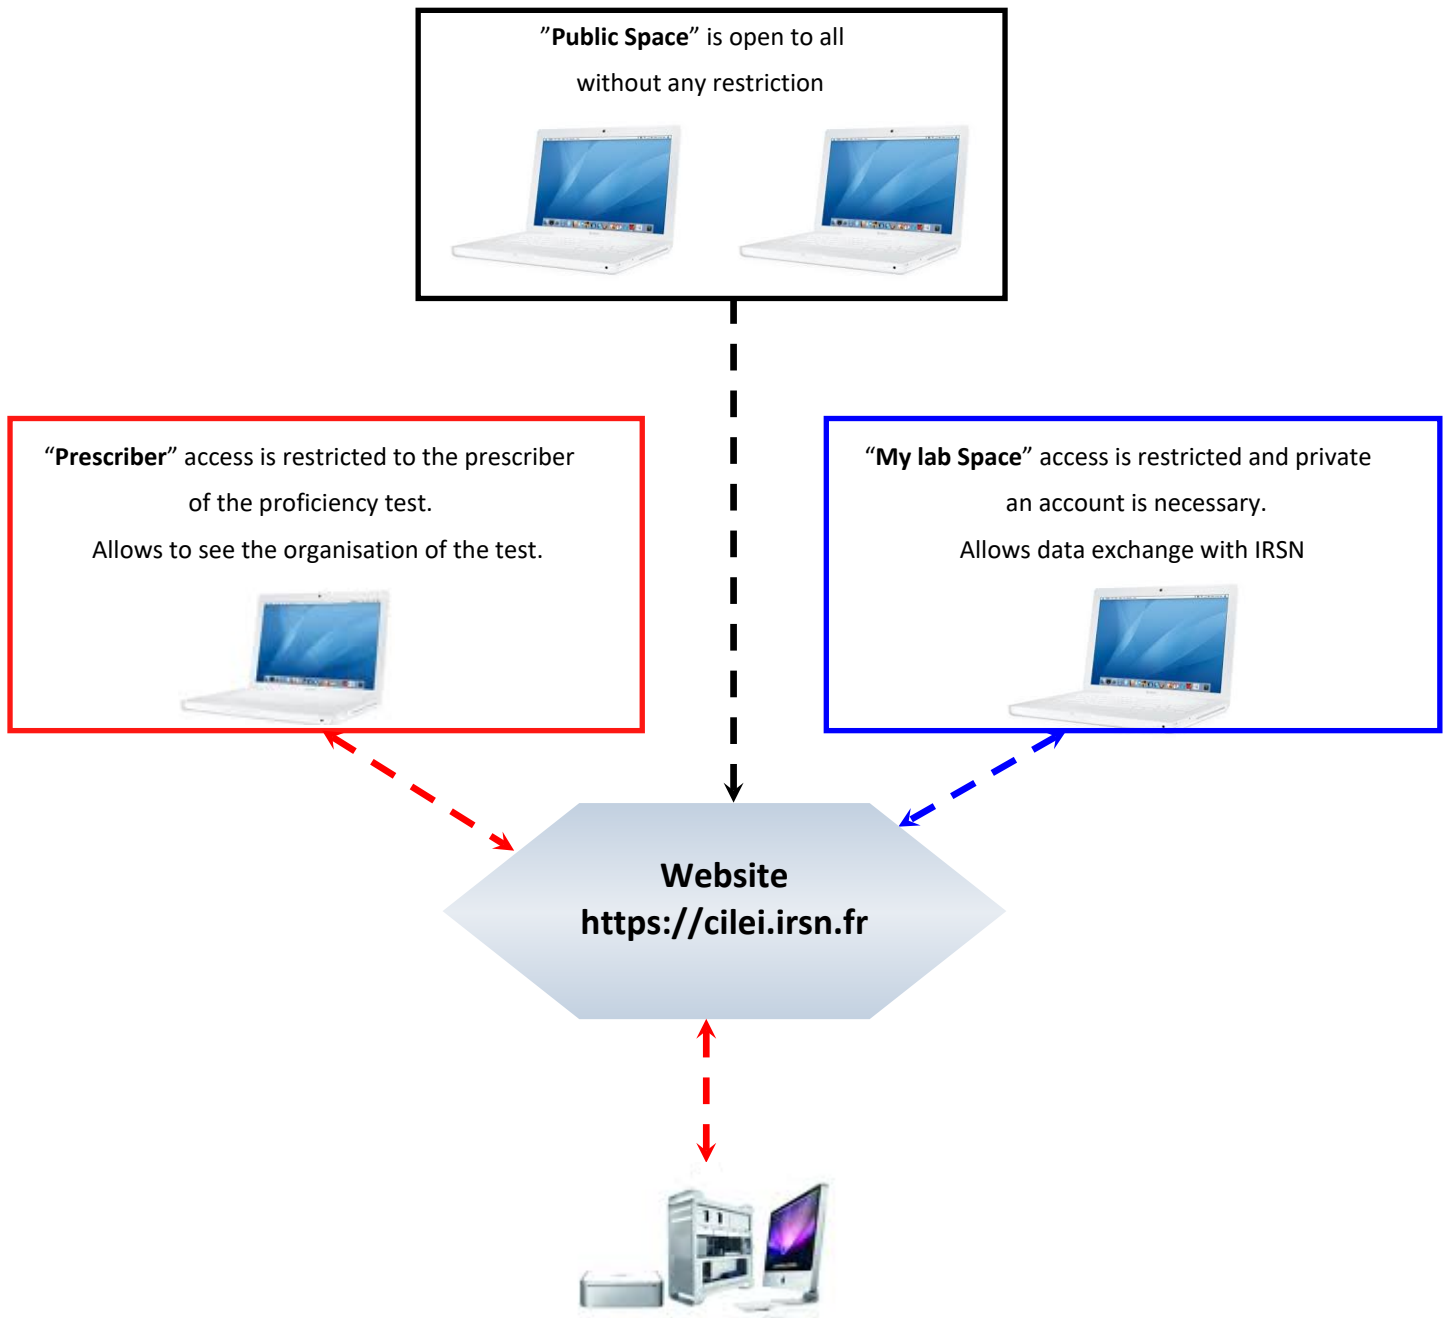 ”Public Space” is open to all
without any restriction
“Prescriber” access is restricted to the prescriber
of the proficiency test.
Allows to see the organisation of the test.
“My lab Space” access is restricted and private
an account is necessary.
Allows data exchange with IRSN
Website
https://cilei.irsn.fr